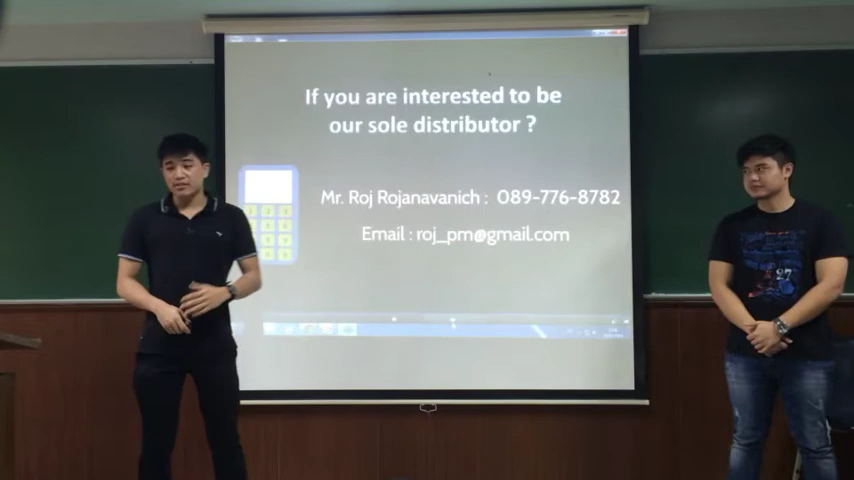 If you are interested to be
our sole distributor ?
Mr. Roj Rojanavanich : 089-776-8782
Email : roj_pm@gmail.com
27